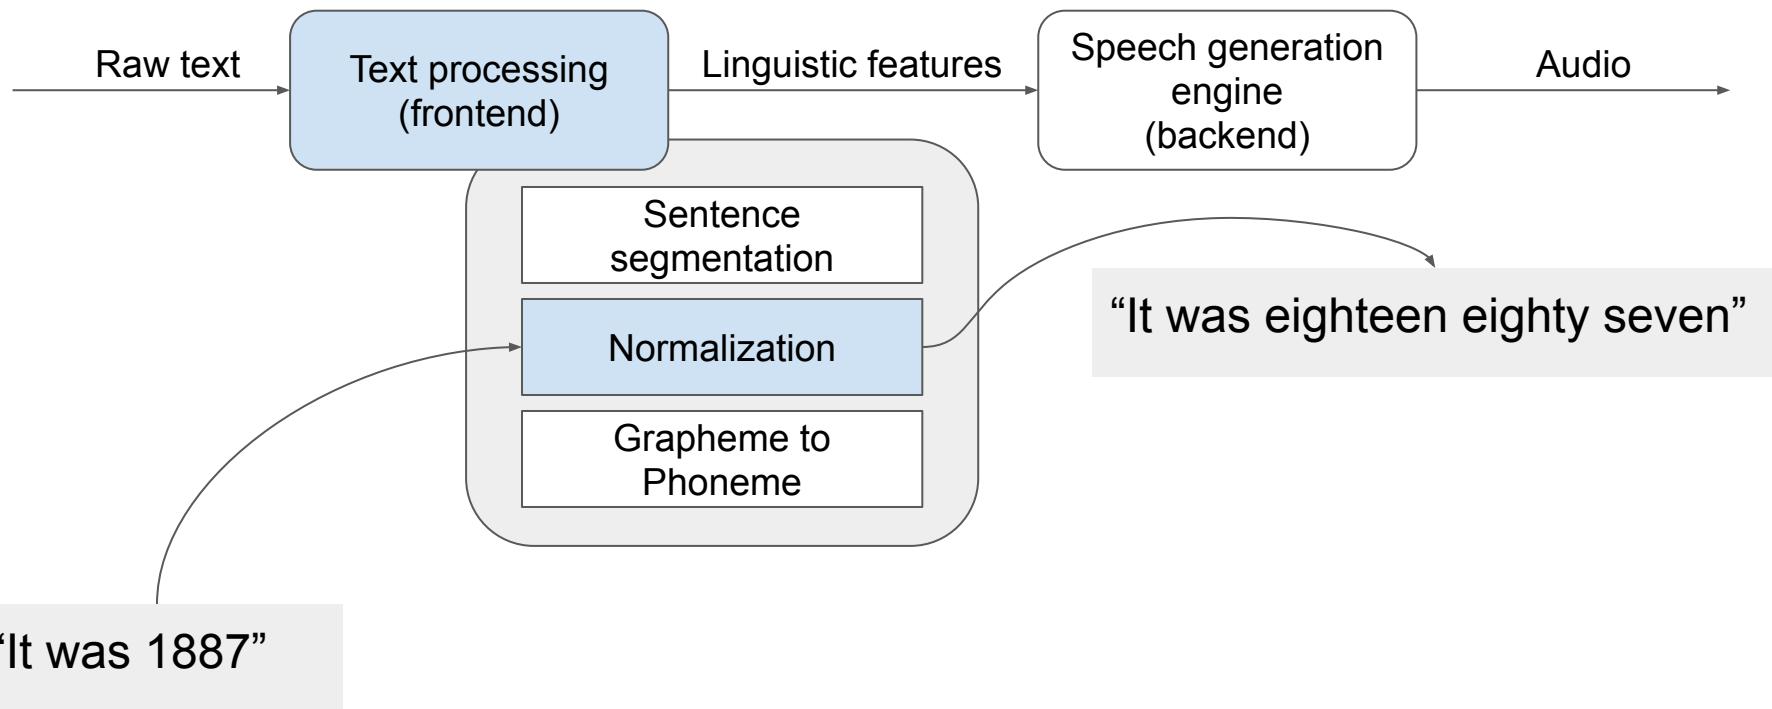 Raw text
Text processing
(frontend)
Linguistic features
Speech generation
engine
(backend)
Audio
Sentence
segmentation
Normalization
“It was eighteen eighty seven”
Grapheme to
Phoneme
“It was 1887”